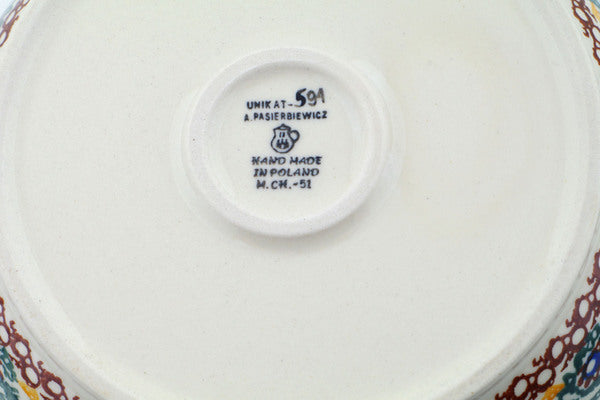 UNIKAT-591
A. PASIERBIEWICZ
HAND MADE
IN POLAND
M.CH.-51